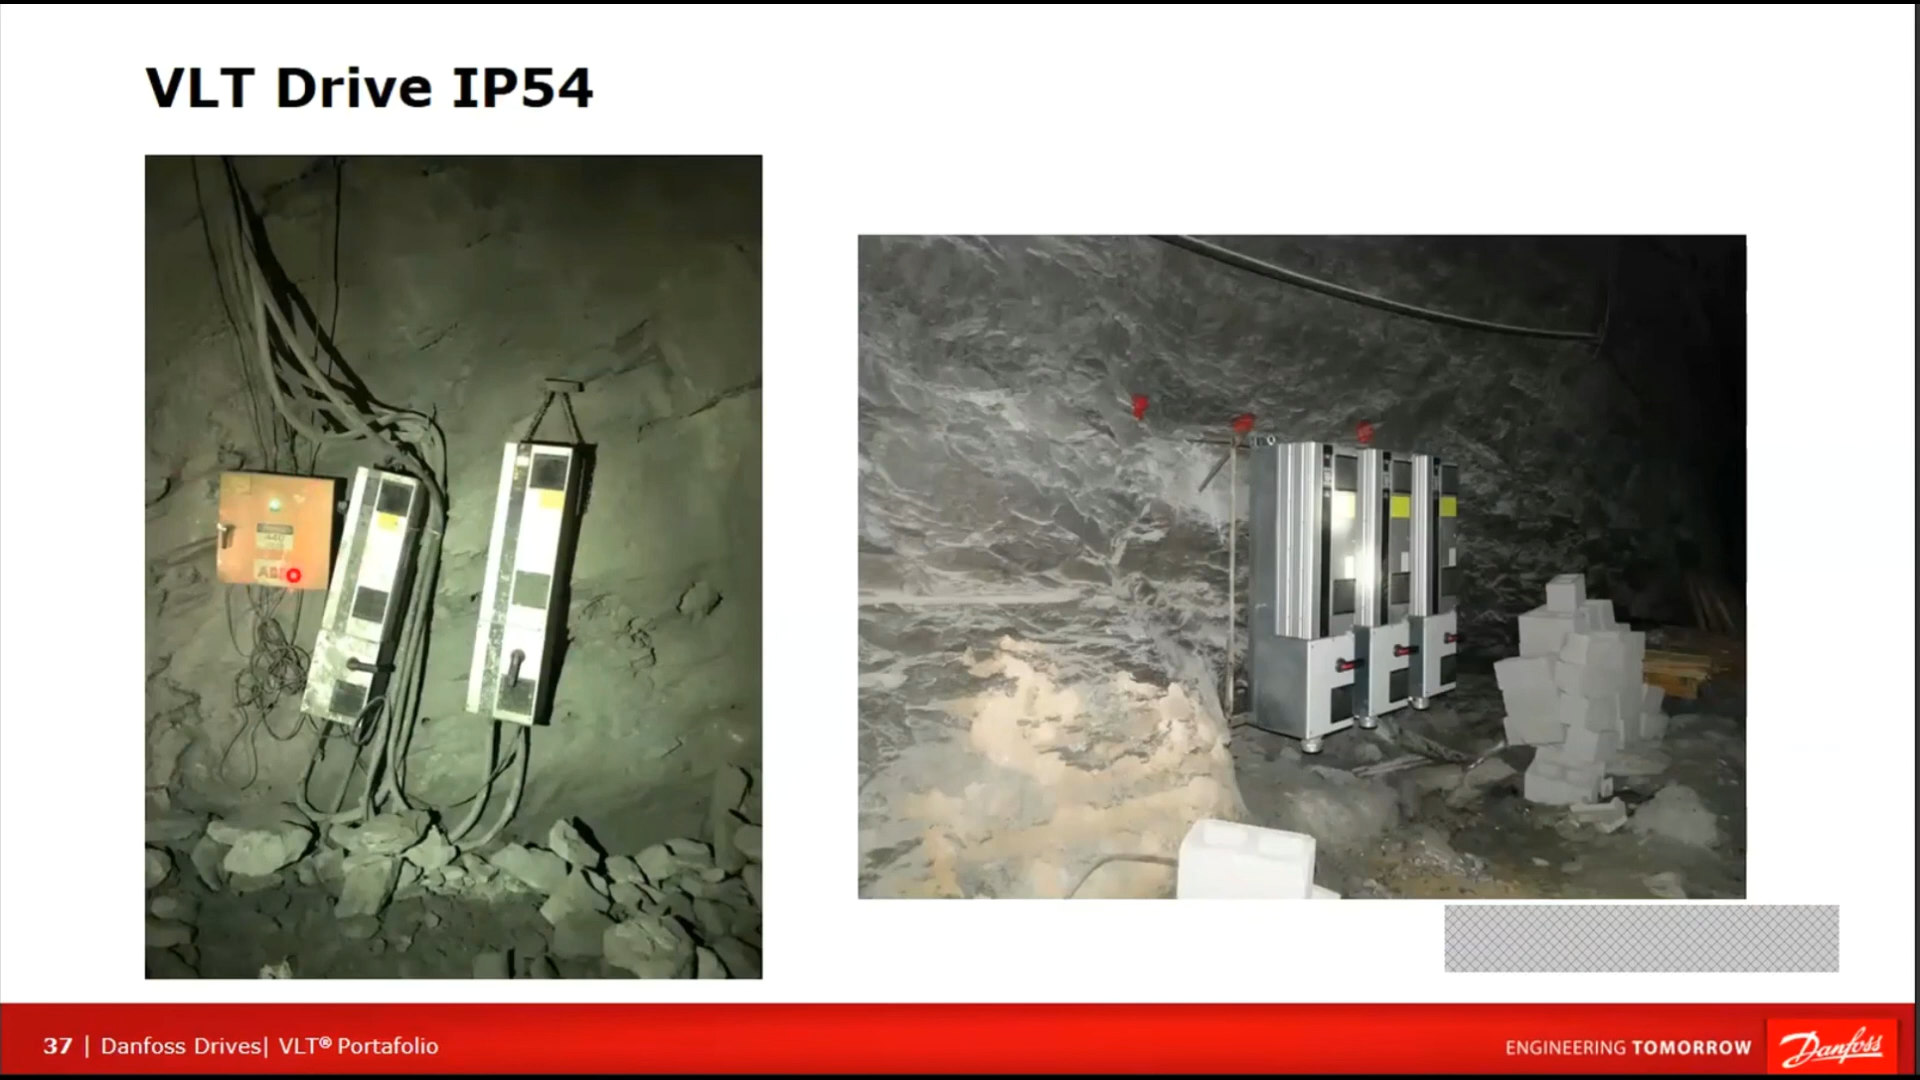 VLT Drive IP54
37 | Danfoss Drives| VLT® Portafolio
ENGINEERING TOMORROW
Danfoss